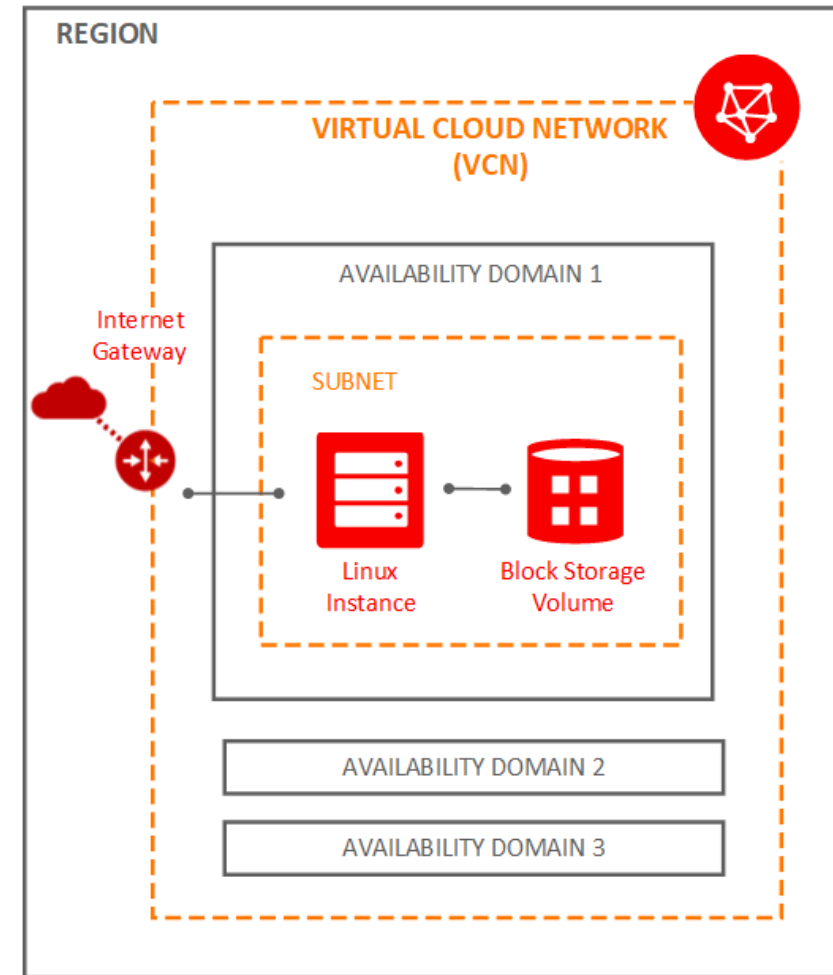 REGION
VIRTUAL CLOUD NETWORK
(VCN)
AVAILABILITY DOMAIN 1
Internet
Gateway
SUBNET
Linux
Instance
Block Storage
Volume
AVAILABILITY DOMAIN 2
AVAILABILITY DOMAIN 3